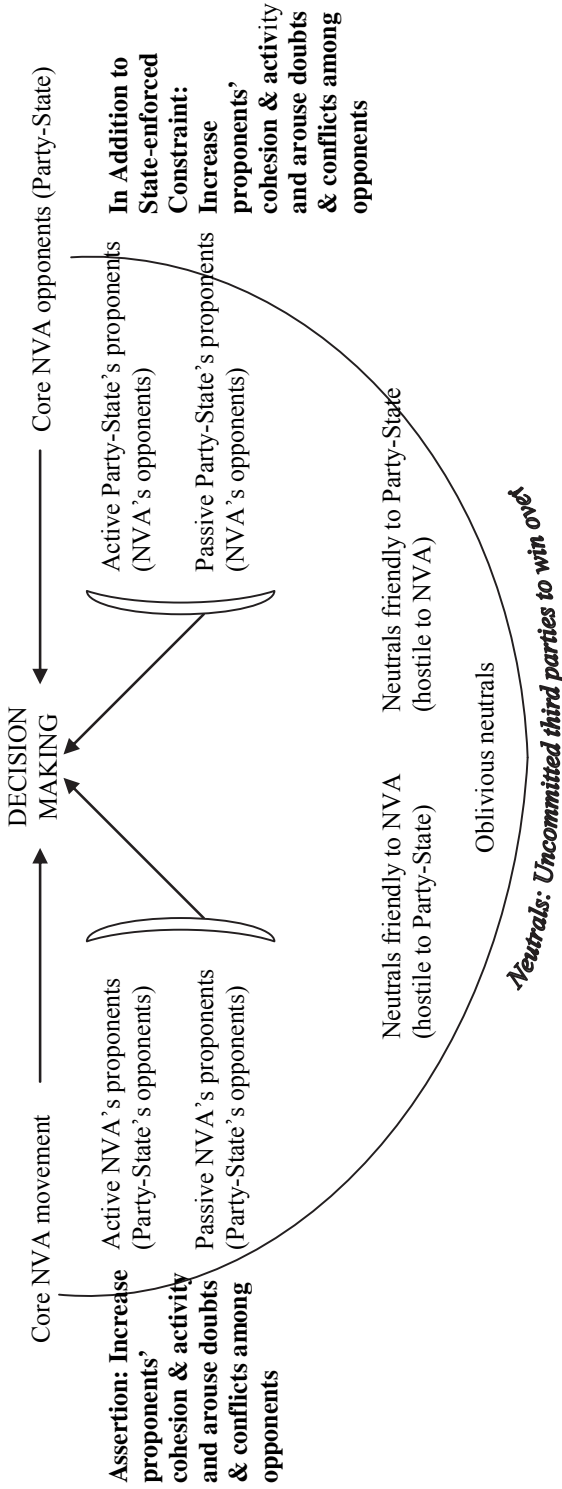 Core NVA movement
DECISION
MAKING
Core NVA opponents (Party-State)
Assertion: Increase
proponents’
cohesion & activity
and arouse doubts
& conflicts among
opponents
Active NVA’s proponents
(Party-State’s opponents)
Passive NVA’s proponents
(Party-State’s opponents)
Active Party-State’s proponents
(NVA’s opponents)
Passive Party-State’s proponents
(NVA’s opponents)
In Addition to
State-enforced
Constraint:
Increase
proponents’
cohesion & activity
and arouse doubts
& conflicts among
opponents
Neutrals friendly to NVA
(hostile to Party-State)
Neutrals friendly to Party-State
(hostile to NVA)
Oblivious neutrals
Neutrals: Uncommitted third parties to win over